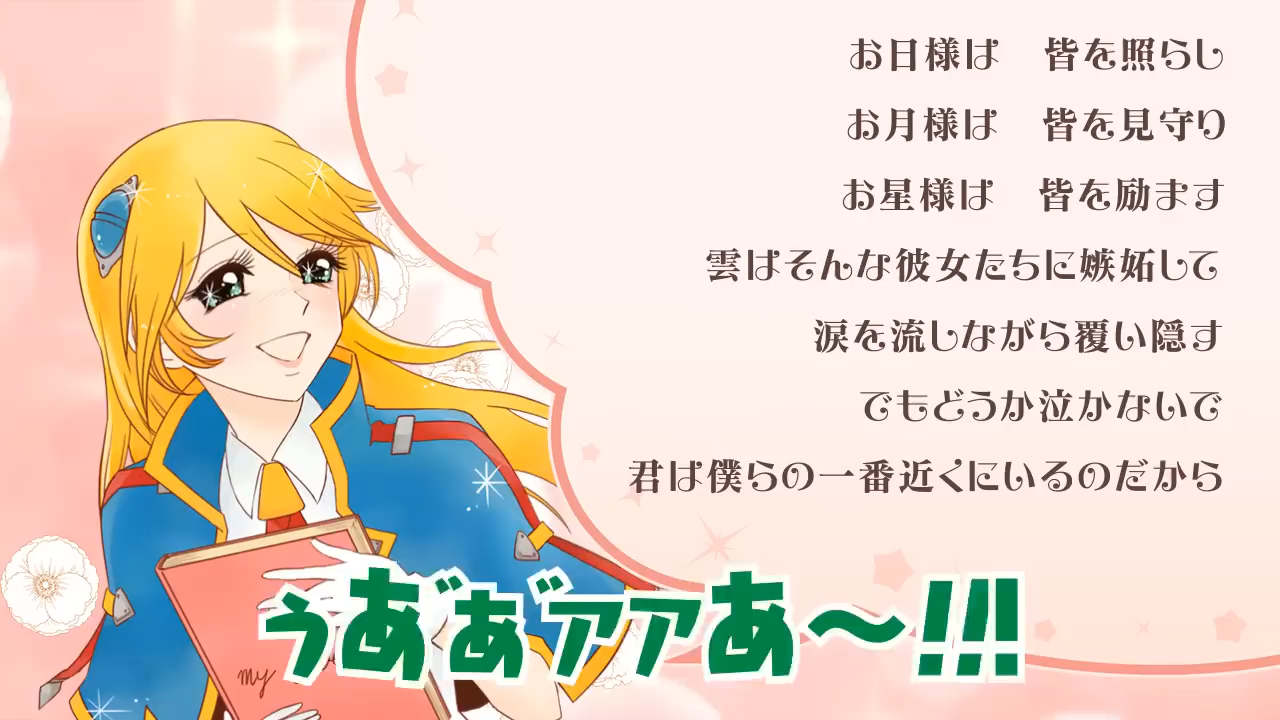 お日様は 皆を照らし
お月様は 皆を見守り
お星様は 皆を励ます
雲はそんな彼女たちに嫉妬して
涙を流しながら覆い隠す
でもどうか泣かないで
君は僕らの一番近くにいるのだから
ぅあ゛ぁ゛アアあ～!!!
my